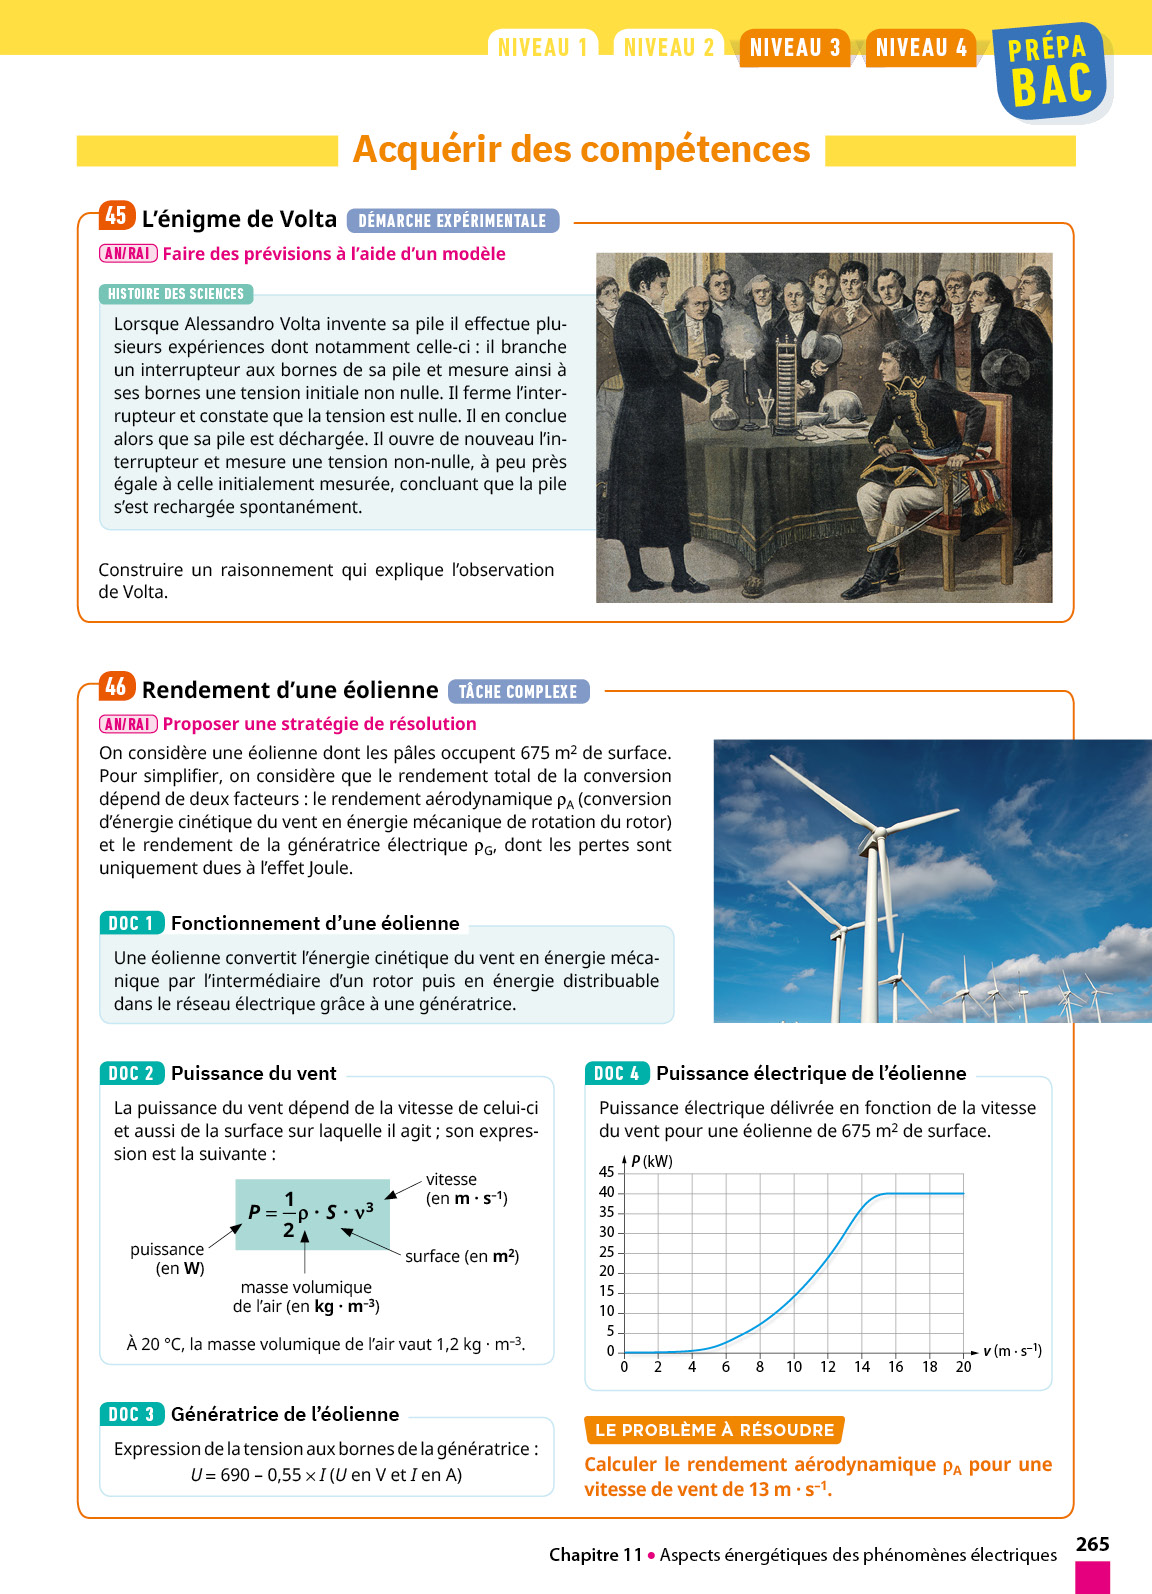 NIVEAU 1 NIVEAU 2 NIVEAU 3 NIVEAU 4
PRÉPA
BAC
Acquérir des compétences
45 L’énigme de Volta DÉMARCHE EXPÉRIMENTALE
AN/RAI Faire des prévisions à l’aide d’un modèle
HISTOIRE DES SCIENCES
Lorsque Alessandro Volta invente sa pile il effectue plu-
sieurs expériences dont notamment celle-ci : il branche
un interrupteur aux bornes de sa pile et mesure ainsi à
ses bornes une tension initiale non nulle. Il ferme l’inter-
rupteur et constate que la tension est nulle. Il en conclue
alors que sa pile est déchargée. Il ouvre de nouveau l’in-
terrupteur et mesure une tension non-nulle, à peu près
égale à celle initialement mesurée, concluant que la pile
s’est rechargée spontanément.
Construire un raisonnement qui explique l’observation
de Volta.
46 Rendement d’une éolienne TÂCHE COMPLEXE
AN/RAI Proposer une stratégie de résolution
On considère une éolienne dont les pâles occupent 675 m² de surface.
Pour simplifier, on considère que le rendement total de la conversion
dépend de deux facteurs : le rendement aérodynamique ρA (conversion
d’énergie cinétique du vent en énergie mécanique de rotation du rotor)
et le rendement de la génératrice électrique ρG, dont les pertes sont
uniquement dues à l’effet Joule.
DOC 1 Fonctionnement d’une éolienne
Une éolienne convertit l’énergie cinétique du vent en énergie méca-
nique par l’intermédiaire d’un rotor puis en énergie distribuable
dans le réseau électrique grâce à une génératrice.
DOC 2 Puissance du vent
La puissance du vent dépend de la vitesse de celui-ci
et aussi de la surface sur laquelle il agit ; son expres-
sion est la suivante :
vitesse
(en m · s⁻¹)
P = 1/2 ρ · S · v³
puissance
(en W)
surface (en m²)
masse volumique
de l’air (en kg · m⁻³)
À 20 °C, la masse volumique de l’air vaut 1,2 kg · m⁻³.
DOC 3 Génératrice de l’éolienne
Expression de la tension aux bornes de la génératrice :
U = 690 – 0,55 × I (U en V et I en A)
DOC 4 Puissance électrique de l’éolienne
Puissance électrique délivrée en fonction de la vitesse
du vent pour une éolienne de 675 m² de surface.
P (kW)
45
40
35
30
25
20
15
10
5
0
0 2 4 6 8 10 12 14 16 18 20
v (m · s⁻¹)
LE PROBLÈME À RÉSOUDRE
Calculer le rendement aérodynamique ρA pour une
vitesse de vent de 13 m · s⁻¹.
Chapitre 11 • Aspects énergétiques des phénomènes électriques
265